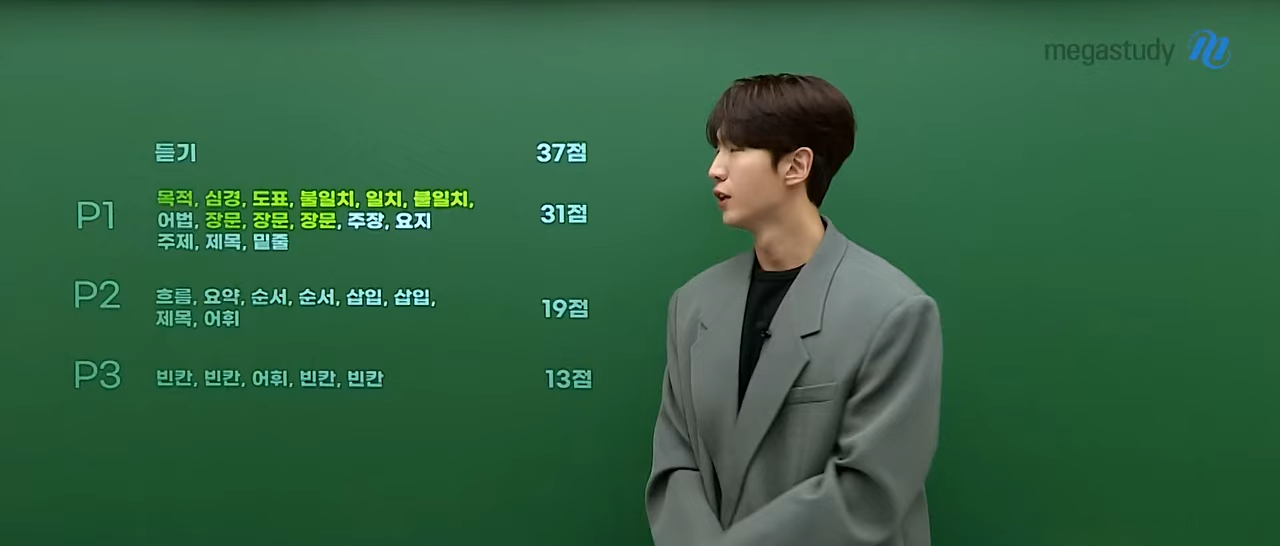 megastudy
듣기 37점
P1
목적, 심경, 도표, 불일치, 일치, 불일치,
어법, 장문, 장문, 장문, 주장, 요지
주제, 제목, 밑줄
31점
P2
흐름, 요약, 순서, 순서, 삽입, 삽입,
제목, 어휘
19점
P3
빈칸, 빈칸, 어휘, 빈칸, 빈칸
13점